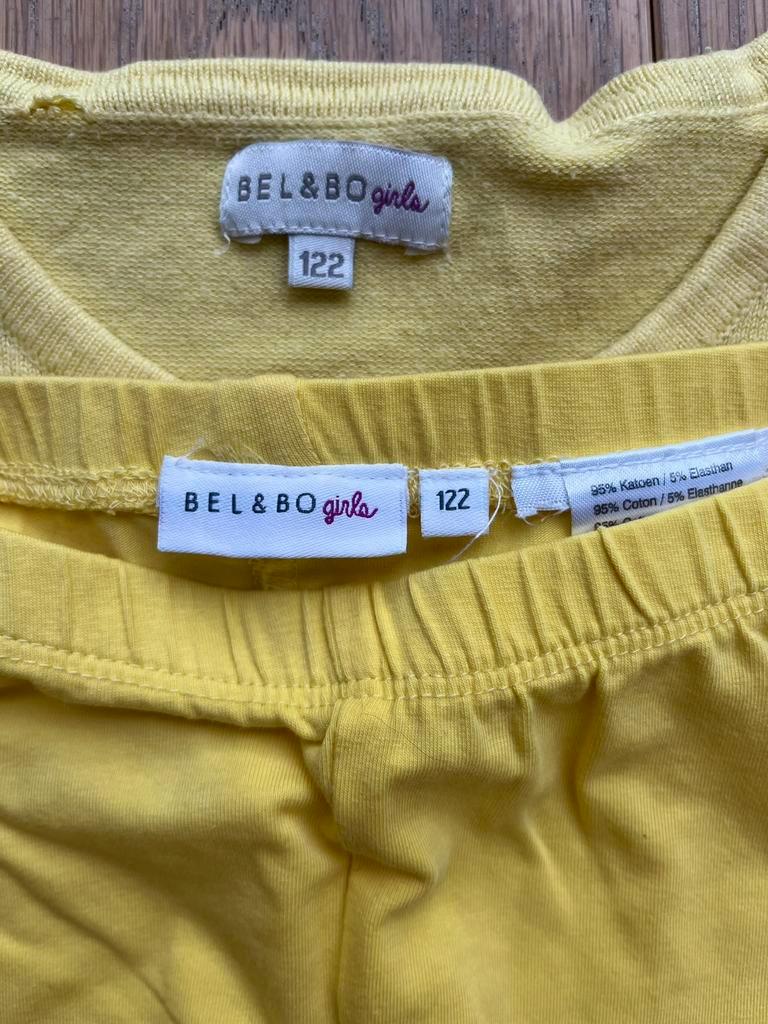 BEL&BO girls
122
BEL&BO girls
122
95% Katoen / 5% Elasthan
95% Coton / 5% Elasthanne